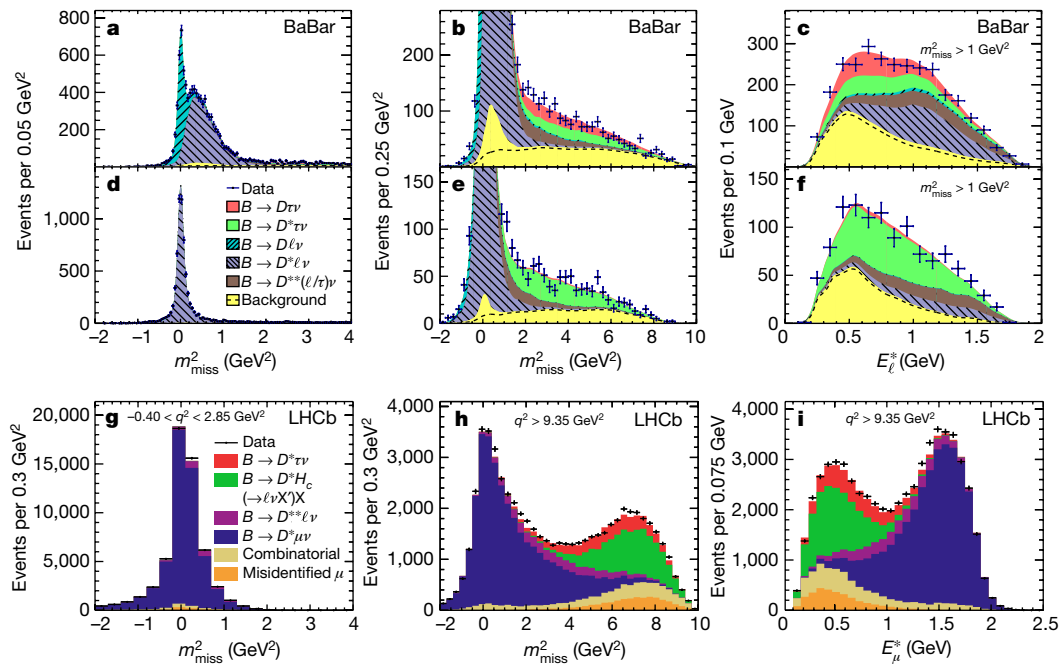 a BaBar
800
600
400
200
0
Events per 0.05 GeV²
b BaBar
200
100
0
Events per 0.25 GeV²
c BaBar
m²miss > 1 GeV²
300
200
100
0
Events per 0.1 GeV
d
1,000
500
0
Data
B → Dτν
B → D*τν
B → Dℓν
B → D*ℓν
B → D**(ℓ/τ)ν
Background
−2 −1 0 1 2 3 4
m²miss (GeV²)
e
150
100
50
0
−2 0 2 4 6 8 10
m²miss (GeV²)
f
m²miss > 1 GeV²
150
100
50
0
0 0.5 1.0 1.5 2.0
E*ℓ (GeV)
g −0.40 < q² < 2.85 GeV² LHCb
20,000
15,000
10,000
5,000
0
Events per 0.3 GeV²
Data
B → D*τν
B → D*Hc
(→ℓνX′)X
B → D**ℓν
B → D*μν
Combinatorial
Misidentified μ
−2 −1 0 1 2 3 4
m²miss (GeV²)
h q² > 9.35 GeV² LHCb
4,000
3,000
2,000
1,000
0
Events per 0.3 GeV²
−2 0 2 4 6 8 10
m²miss (GeV²)
i q² > 9.35 GeV² LHCb
4,000
3,000
2,000
1,000
0
Events per 0.075 GeV²
0 0.5 1.0 1.5 2.0 2.5
E*μ (GeV)